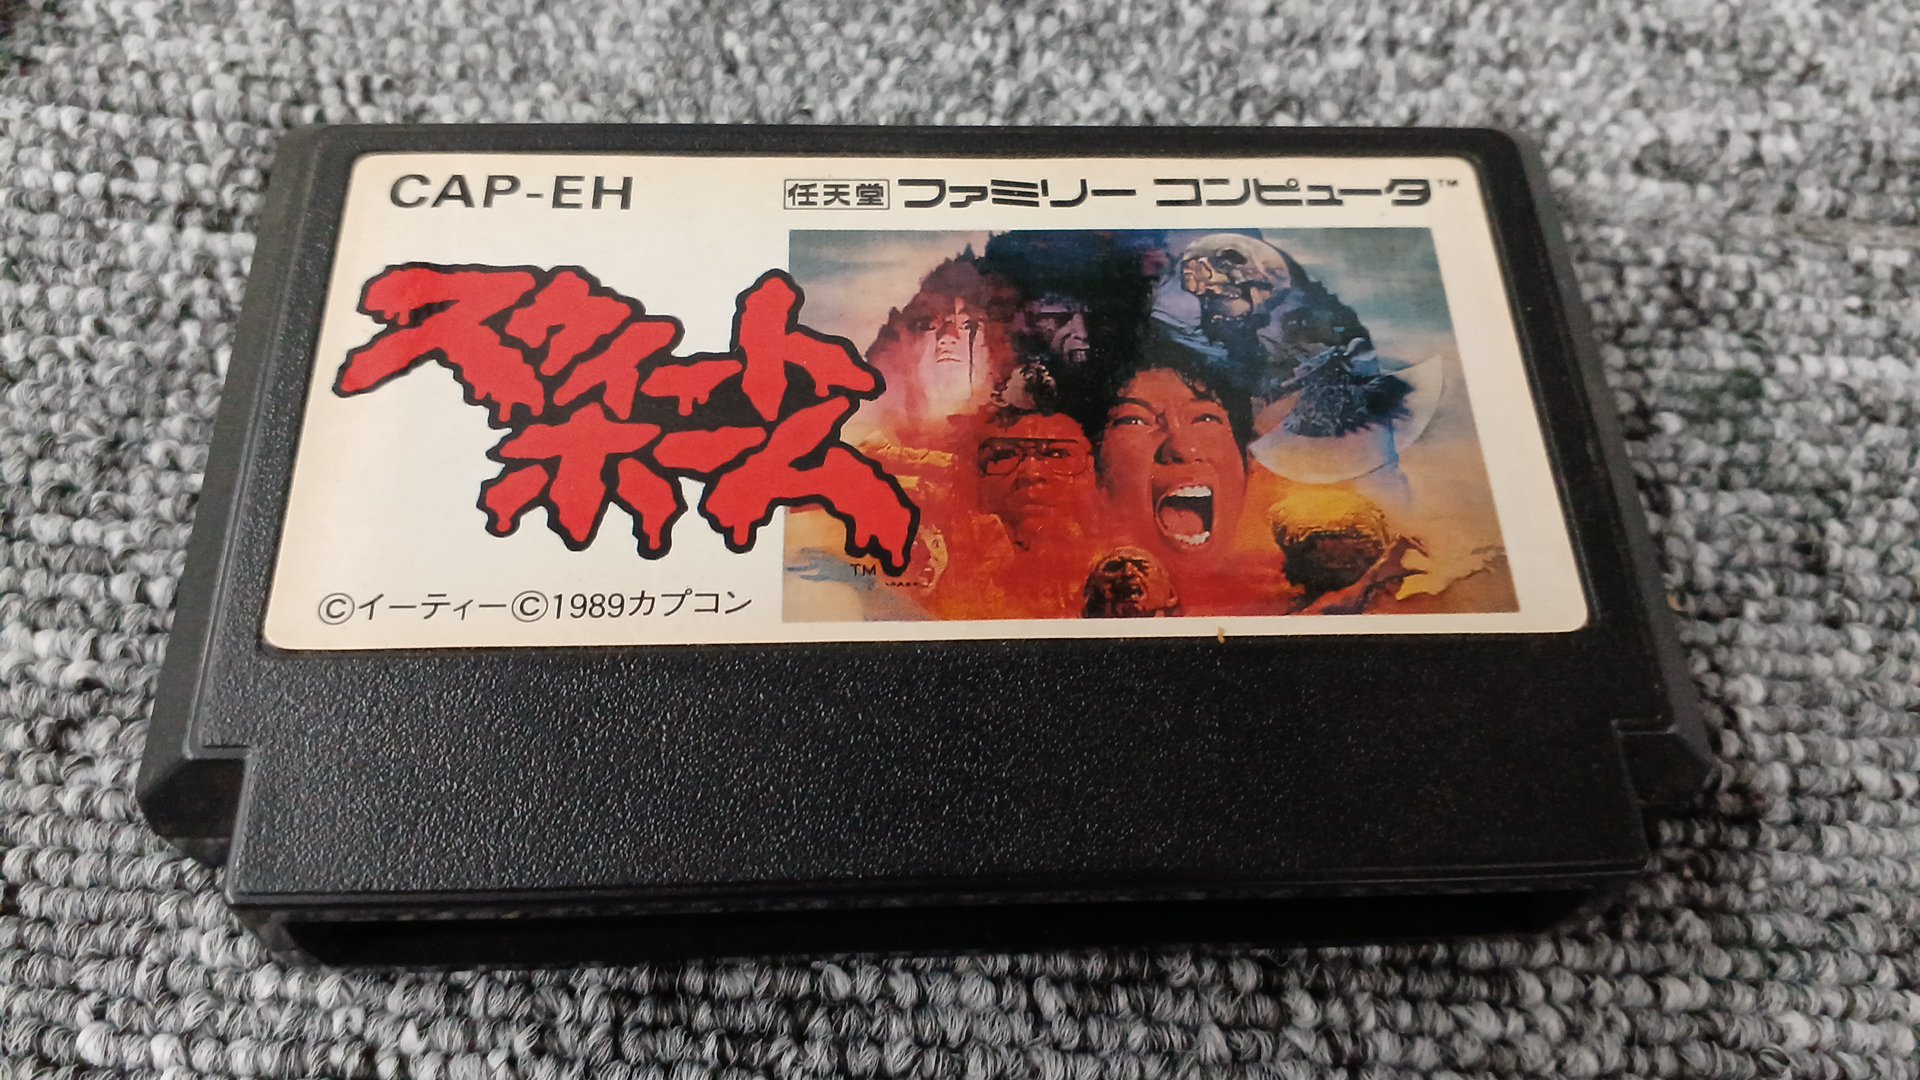 CAP-EH
任天堂 ファミリー コンピュータ™
スウィート
ホーム
TM
©イーティー©1989カプコン